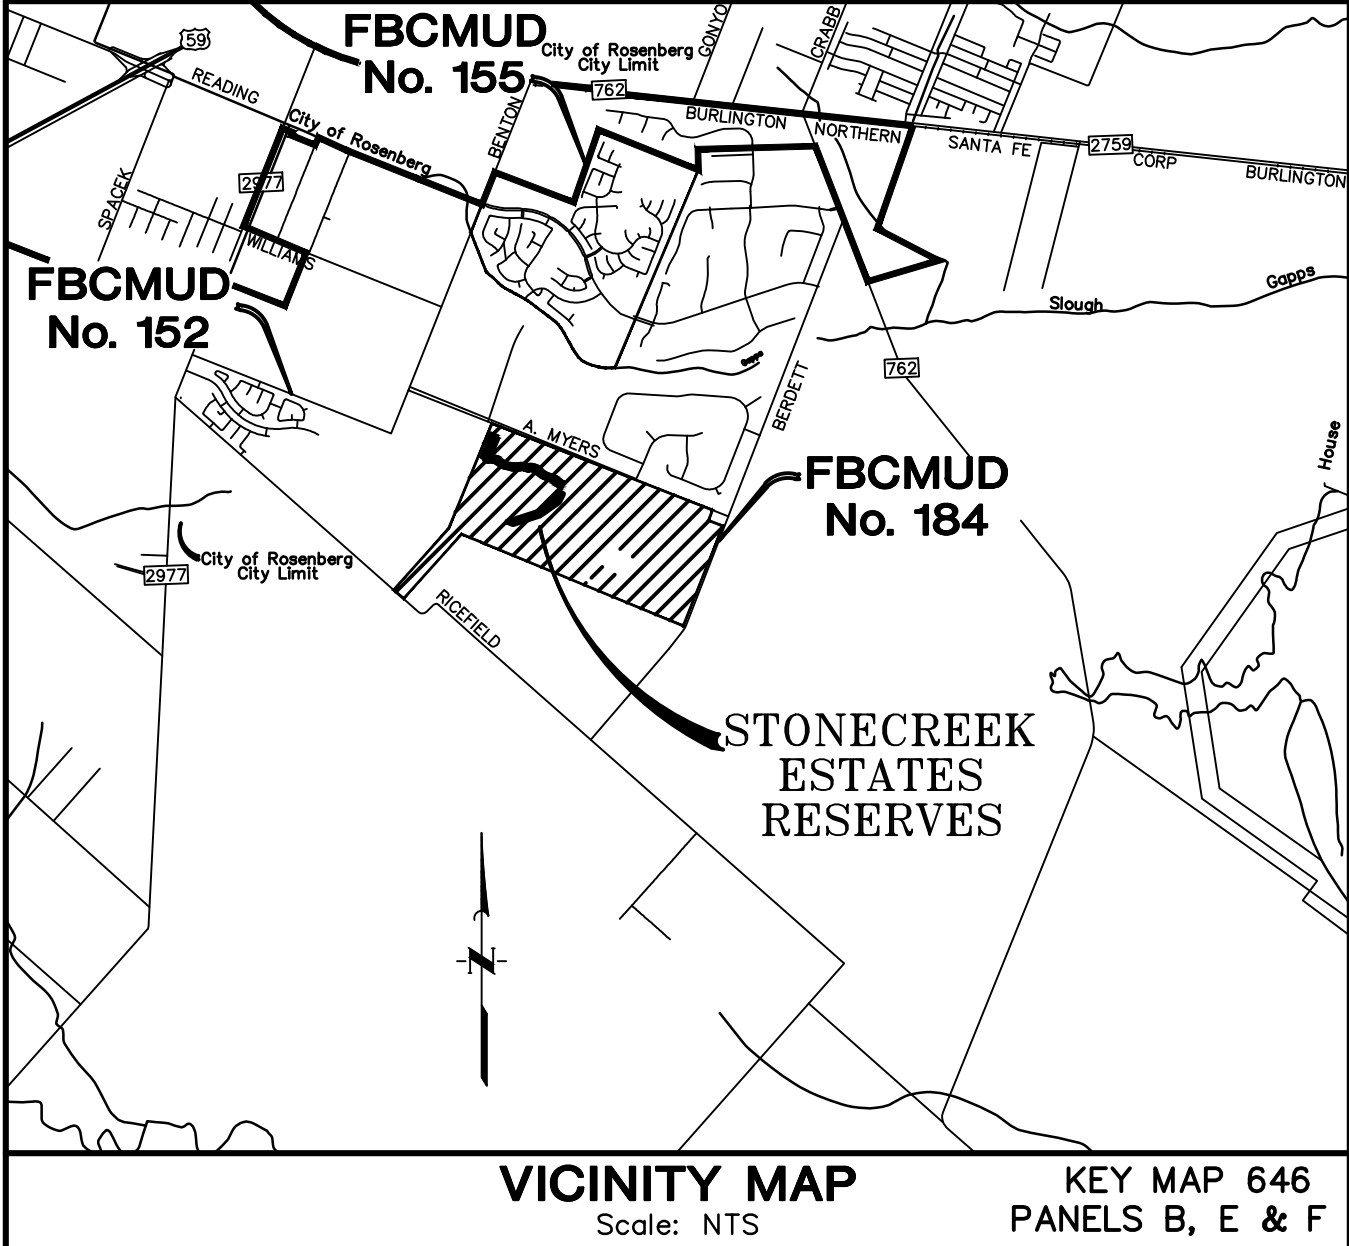 FBCMUD
No. 155
City of Rosenberg
City Limit
59
READING
762
GONYO
CRABB
BENTON
BURLINGTON
NORTHERN
SANTA FE
2759
CORP
BURLINGTON
City of Rosenberg
2977
SPACEK
WILLIAMS
FBCMUD
No. 152
Gapps
Slough
Gapps
762
BERDETT
A. MYERS
House
FBCMUD
No. 184
City of Rosenberg
City Limit
2977
RICEFIELD
STONECREEK
ESTATES
RESERVES
N
VICINITY MAP
Scale: NTS
KEY MAP 646
PANELS B, E & F